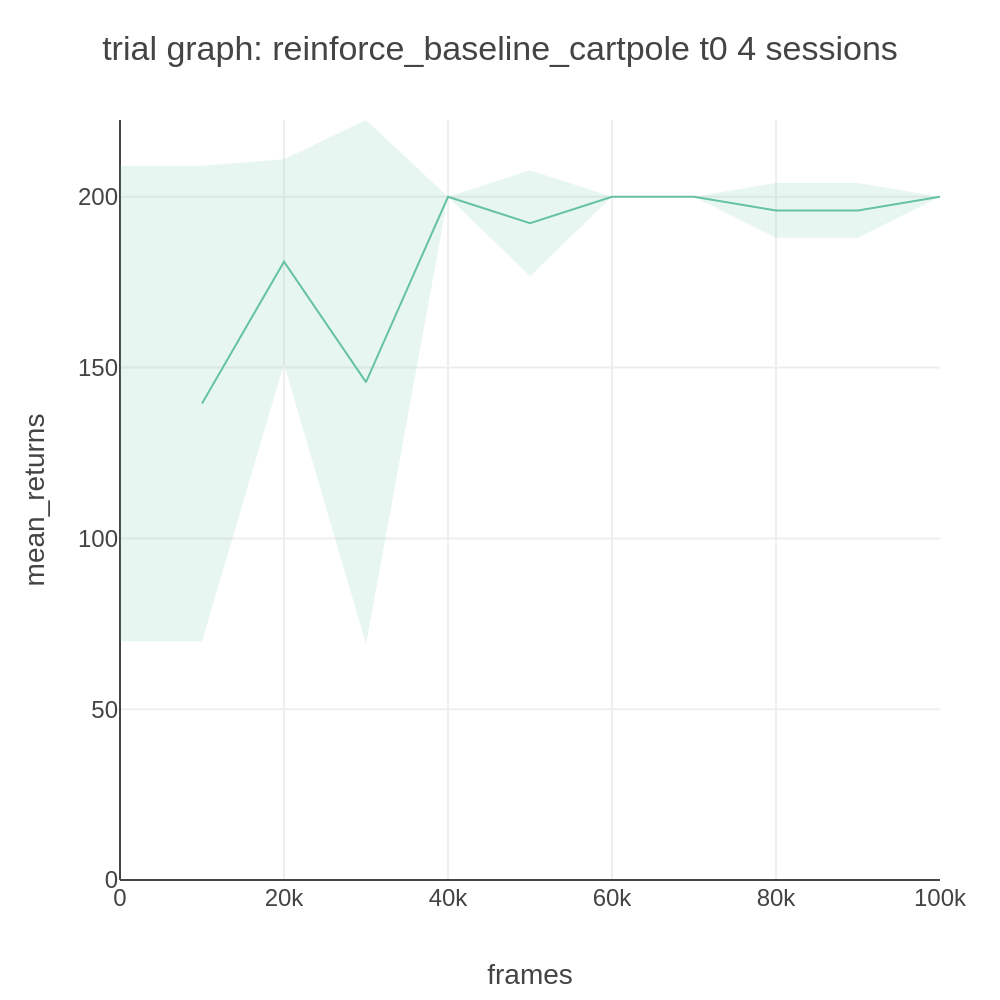 trial graph: reinforce_baseline_cartpole t0 4 sessions
mean_returns
200
150
100
50
0
0 20k 40k 60k 80k 100k
frames